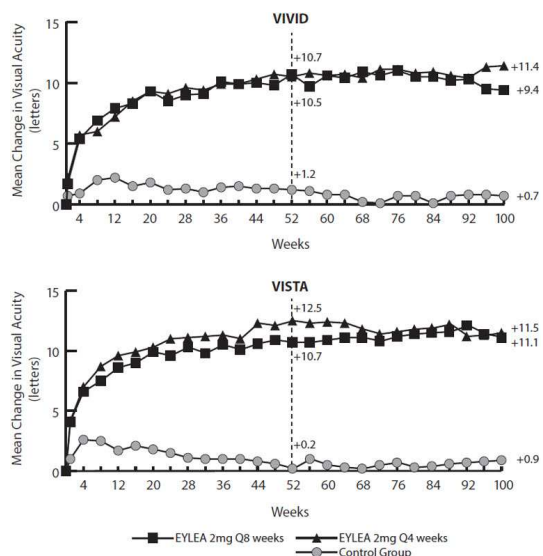 VIVID
Mean Change in Visual Acuity
(letters)
15
10
5
0
+10.7
+10.5
+1.2
+11.4
+9.4
+0.7
4 12 20 28 36 44 52 60 68 76 84 92 100
Weeks
VISTA
Mean Change in Visual Acuity
(letters)
15
10
5
0
+12.5
+10.7
+0.2
+11.5
+11.1
+0.9
4 12 20 28 36 44 52 60 68 76 84 92 100
Weeks
EYLEA 2mg Q8 weeks EYLEA 2mg Q4 weeks
Control Group